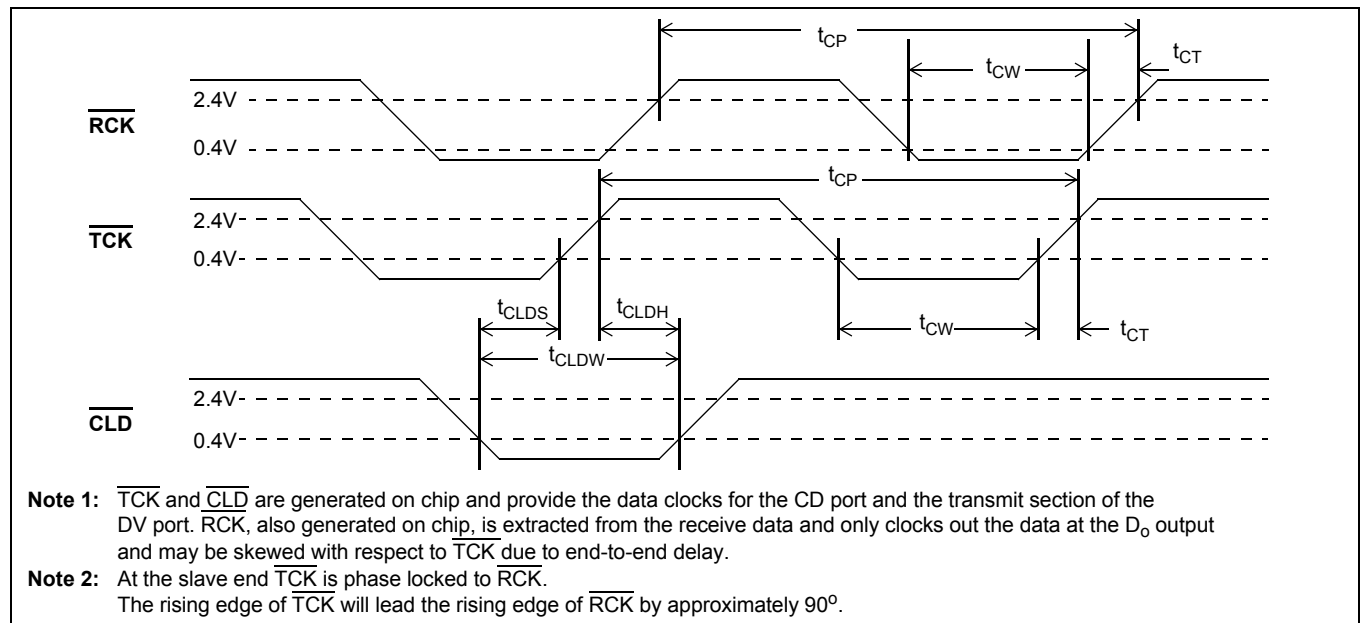 tCP
tCW
tCT
2.4V
RCK
0.4V
tCP
2.4V
TCK
0.4V
tCLDS
tCLDH
tCW
tCT
tCLDW
2.4V
CLD
0.4V
Note 1: TCK and CLD are generated on chip and provide the data clocks for the CD port and the transmit section of the
DV port. RCK, also generated on chip, is extracted from the receive data and only clocks out the data at the Do output
and may be skewed with respect to TCK due to end-to-end delay.
Note 2: At the slave end TCK is phase locked to RCK.
The rising edge of TCK will lead the rising edge of RCK by approximately 90o.